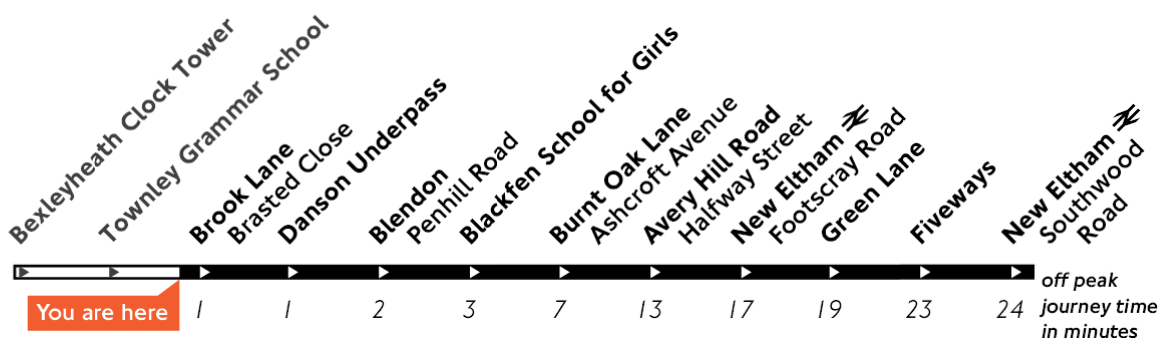 Bexleyheath Clock Tower
Townley Grammar School
Brook Lane
Brasted Close
Danson Underpass
Blendon
Penhill Road
Blackfen School for Girls
Burnt Oak Lane
Ashcroft Avenue
Avery Hill Road
Halfway Street
New Eltham
Footscray Road
Green Lane
Fiveways
New Eltham
Southwood
Road
You are here
1 1 2 3 7 13 17 19 23 24
off peak
journey time
in minutes